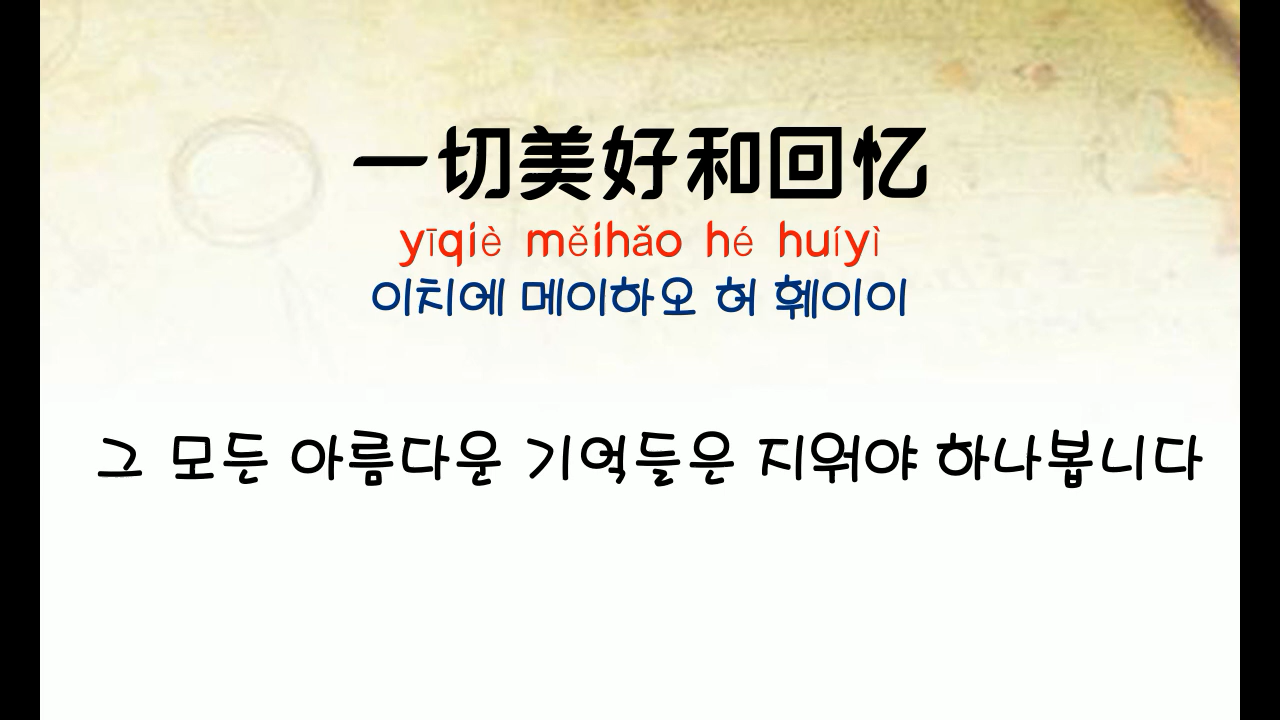 一切美好和回忆
yīqiè měihǎo hé huíyì
이치에 메이하오 허 훼이이
그 모든 아름다운 기억들은 지워야 하나봅니다